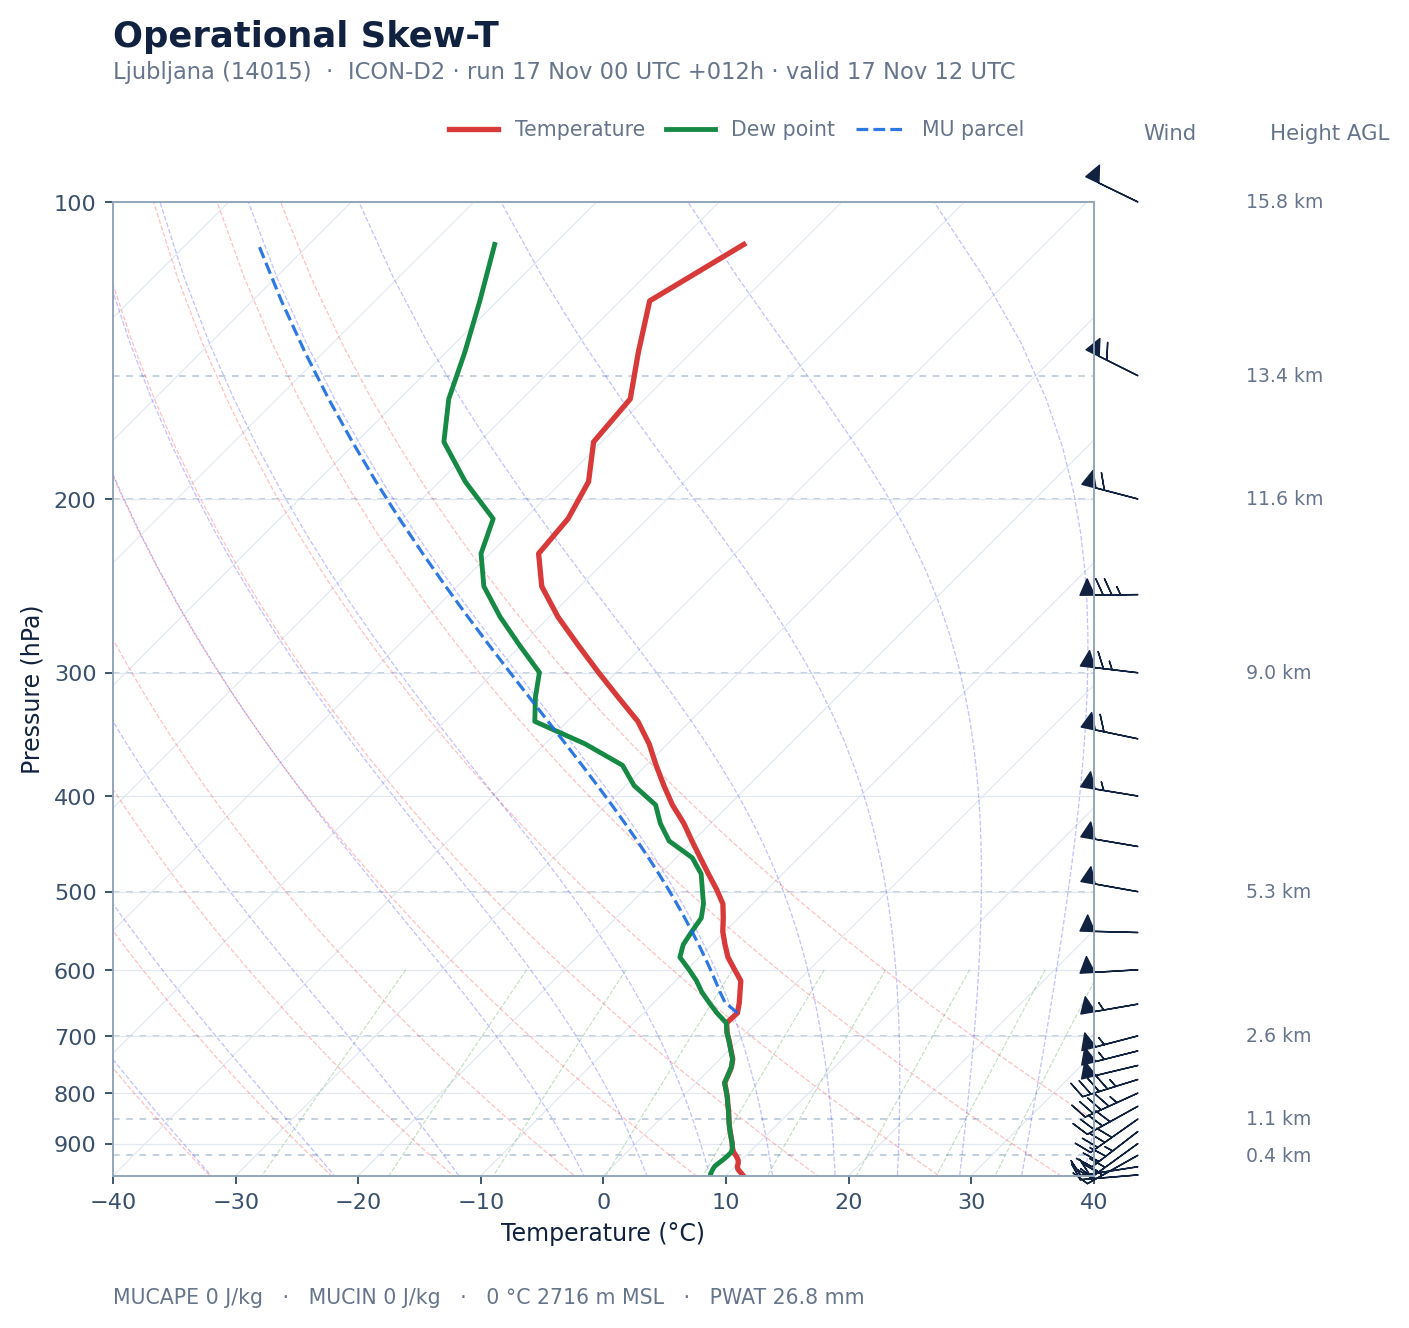 Operational Skew-T
Ljubljana (14015)  ·  ICON-D2 · run 17 Nov 00 UTC +012h · valid 17 Nov 12 UTC
Temperature  Dew point  MU parcel  Wind  Height AGL
100  15.8 km
13.4 km
200  11.6 km
300  9.0 km
400
500  5.3 km
600
700  2.6 km
800
1.1 km
900
0.4 km
−40  −30  −20  −10  0  10  20  30  40
Pressure (hPa)
Temperature (°C)
MUCAPE 0 J/kg  ·  MUCIN 0 J/kg  ·  0 °C 2716 m MSL  ·  PWAT 26.8 mm